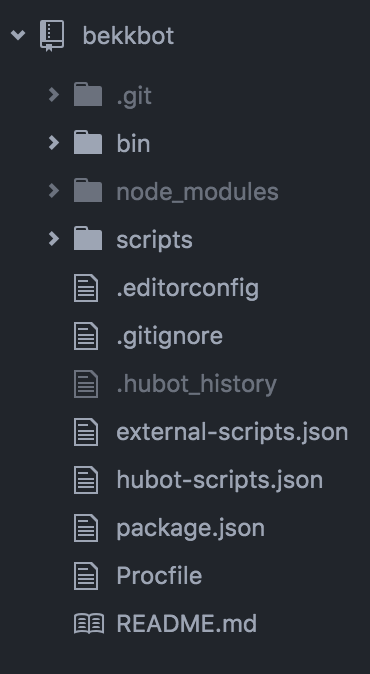 bekkbot
.git
bin
node_modules
scripts
.editorconfig
.gitignore
.hubot_history
external-scripts.json
hubot-scripts.json
package.json
Procfile
README.md